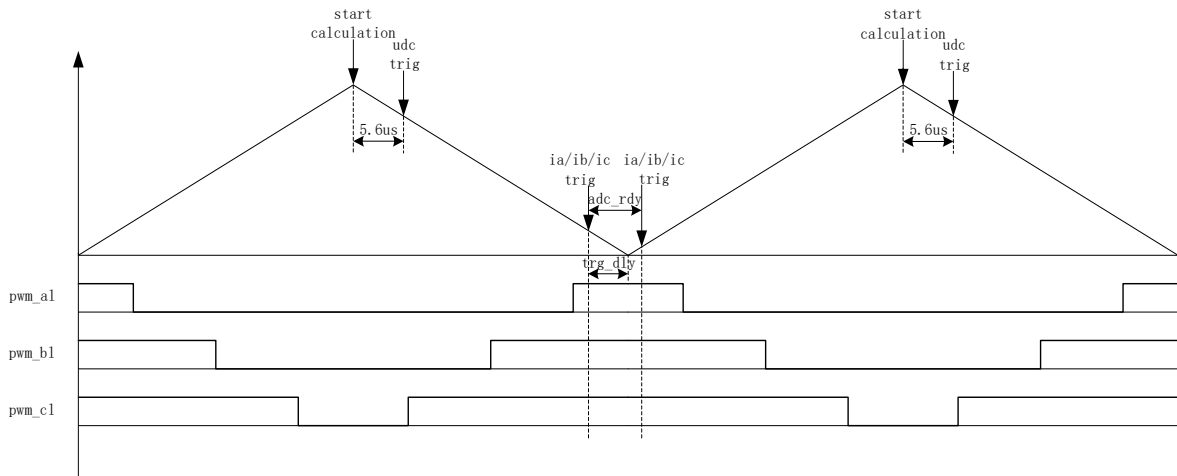 start
calculation
udc
trig
5.6us
ia/ib/ic
trig
ia/ib/ic
trig
adc_rdy
trg_dly
start
calculation
udc
trig
5.6us
pwm_al
pwm_bl
pwm_cl